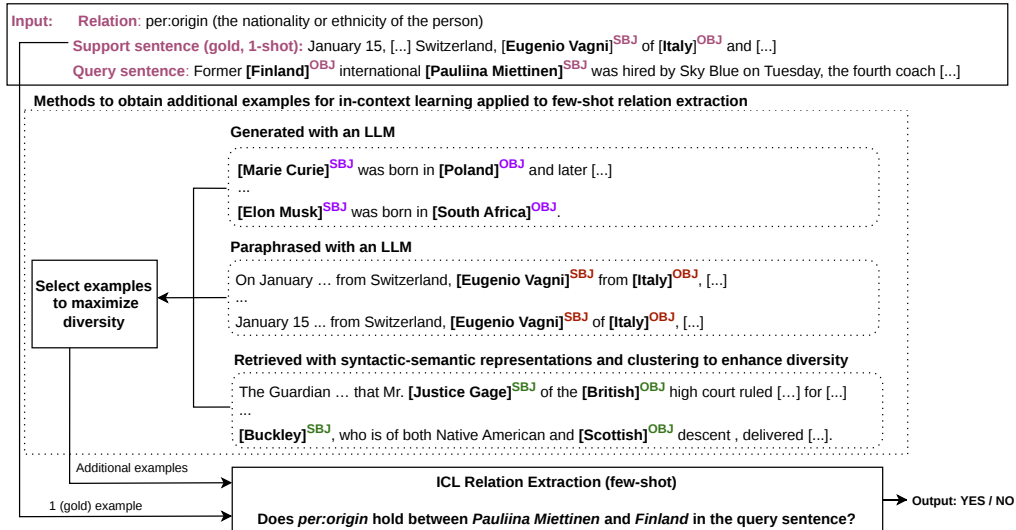 Input: Relation: per:origin (the nationality or ethnicity of the person)
Support sentence (gold, 1-shot): January 15, [...] Switzerland, [Eugenio Vagni]SBJ of [Italy]OBJ and [...]
Query sentence: Former [Finland]OBJ international [Pauliina Miettinen]SBJ was hired by Sky Blue on Tuesday, the fourth coach [...]
Methods to obtain additional examples for in-context learning applied to few-shot relation extraction
Generated with an LLM
[Marie Curie]SBJ was born in [Poland]OBJ and later [...]
...
[Elon Musk]SBJ was born in [South Africa]OBJ.
Paraphrased with an LLM
On January … from Switzerland, [Eugenio Vagni]SBJ from [Italy]OBJ, [...]
...
January 15 ... from Switzerland, [Eugenio Vagni]SBJ of [Italy]OBJ, [...]
Select examples
to maximize
diversity
Retrieved with syntactic-semantic representations and clustering to enhance diversity
The Guardian … that Mr. [Justice Gage]SBJ of the [British]OBJ high court ruled […] for [...]
...
[Buckley]SBJ, who is of both Native American and [Scottish]OBJ descent , delivered [...].
Additional examples
1 (gold) example
ICL Relation Extraction (few-shot)
Does per:origin hold between Pauliina Miettinen and Finland in the query sentence?
Output: YES / NO